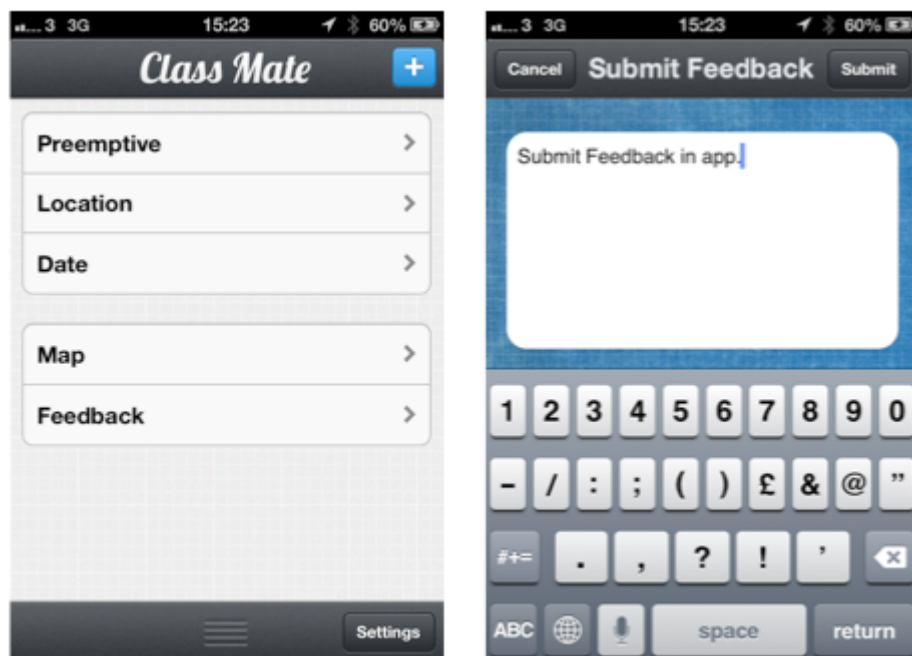 ....3 3G 15:23 60%
Class Mate +
Preemptive
Location
Date
Map
Feedback
Settings
....3 3G 15:23 60%
Cancel Submit Feedback Submit
Submit Feedback in app.
1 2 3 4 5 6 7 8 9 0
- / : ; ( ) £ & @ "
#+= . , ? ! '
ABC space return